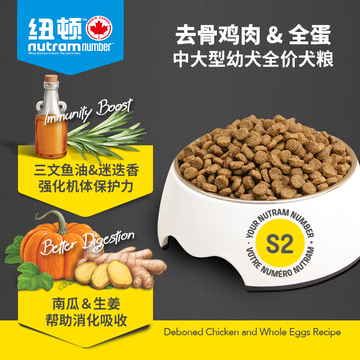 纽顿
nutram number
去骨鸡肉 & 全蛋
中大型幼犬全价犬粮
Immunity Boost
三文鱼油&迷迭香
强化机体保护力
Better Digestion
南瓜&生姜
帮助消化吸收
YOUR NUTRAM NUMBER
S2
VOTRE NUMÉRO NUTRAM
Deboned Chicken and Whole Eggs Recipe